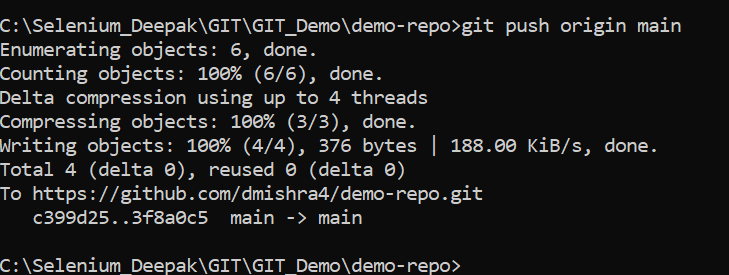 C:\Selenium_Deepak\GIT\GIT_Demo\demo-repo>git push origin main
Enumerating objects: 6, done.
Counting objects: 100% (6/6), done.
Delta compression using up to 4 threads
Compressing objects: 100% (3/3), done.
Writing objects: 100% (4/4), 376 bytes | 188.00 KiB/s, done.
Total 4 (delta 0), reused 0 (delta 0)
To https://github.com/dmishra4/demo-repo.git
   c399d25..3f8a0c5  main -> main
C:\Selenium_Deepak\GIT\GIT_Demo\demo-repo>